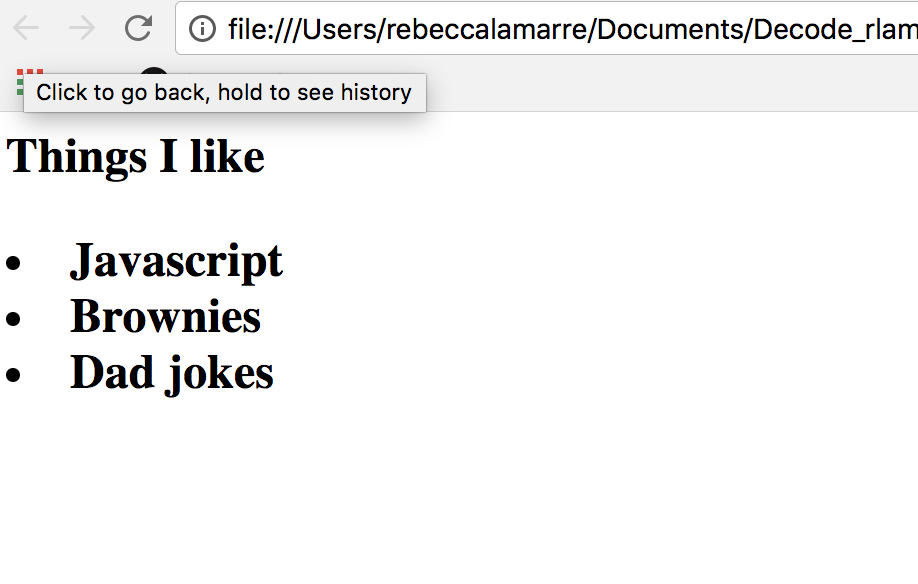 file:///Users/rebeccalamarre/Documents/Decode_rlam
Click to go back, hold to see history
Things I like
• Javascript
• Brownies
• Dad jokes